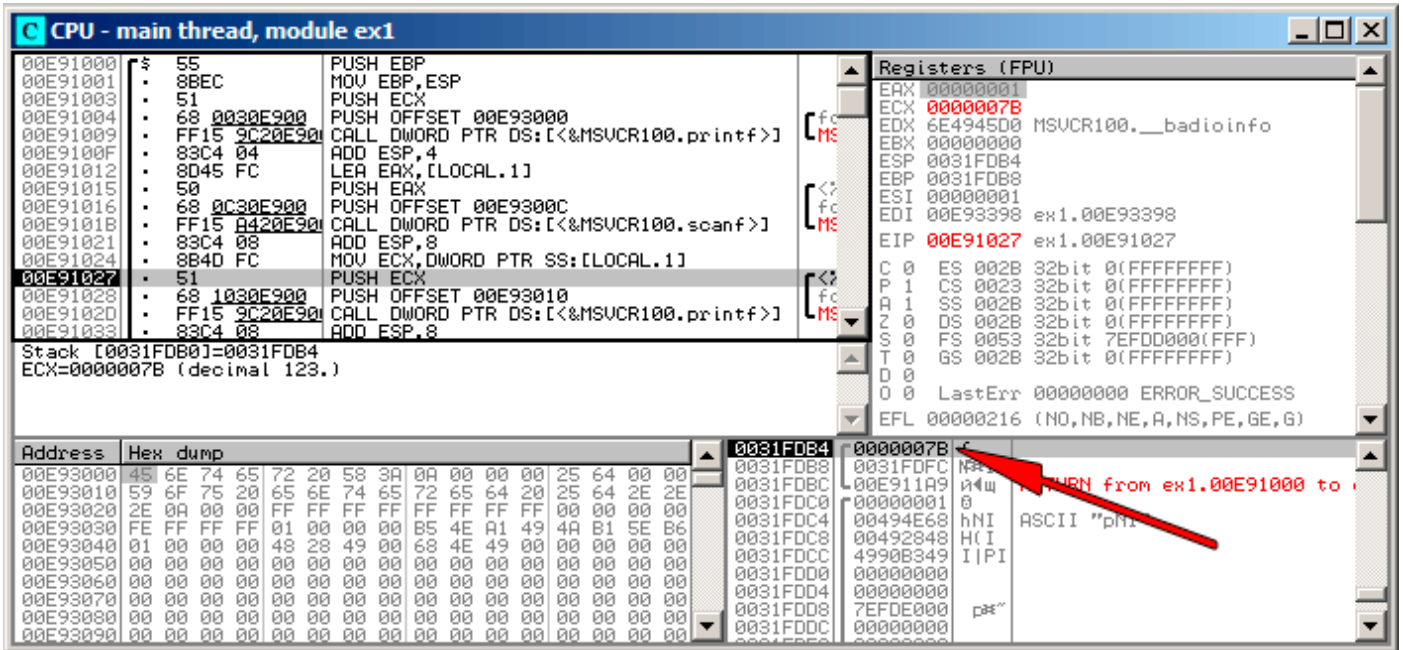 C CPU - main thread, module ex1
00E91000 $ 55 PUSH EBP
00E91001 . 8BEC MOV EBP,ESP
00E91003 . 51 PUSH ECX
00E91004 . 68 0030E900 PUSH OFFSET 00E93000
00E91009 . FF15 9C20E90 CALL DWORD PTR DS:[<&MSVCR100.printf>]
00E9100F . 83C4 04 ADD ESP,4
00E91012 . 8D45 FC LEA EAX,[LOCAL.1]
00E91015 . 50 PUSH EAX
00E91016 . 68 0C30E900 PUSH OFFSET 00E9300C
00E9101B . FF15 A420E90 CALL DWORD PTR DS:[<&MSVCR100.scanf>]
00E91021 . 83C4 08 ADD ESP,8
00E91024 . 8B4D FC MOV ECX,DWORD PTR SS:[LOCAL.1]
00E91027 . 51 PUSH ECX
00E91028 . 68 1030E900 PUSH OFFSET 00E93010
00E9102D . FF15 9C20E90 CALL DWORD PTR DS:[<&MSVCR100.printf>]
00E91033 . 83C4 08 ADD ESP,8
Stack [0031FDB0]=0031FDB4
ECX=0000007B (decimal 123.)
Registers (FPU)
EAX 00000001
ECX 0000007B
EDX 6E4945D0 MSVCR100.__badioinfo
EBX 00000000
ESP 0031FDB4
EBP 0031FDB8
ESI 00000001
EDI 00E93398 ex1.00E93398
EIP 00E91027 ex1.00E91027
C 0 ES 002B 32bit 0(FFFFFFFF)
P 1 CS 0023 32bit 0(FFFFFFFF)
A 1 SS 002B 32bit 0(FFFFFFFF)
Z 0 DS 002B 32bit 0(FFFFFFFF)
S 0 FS 0053 32bit 7EFDD000(FFF)
T 0 GS 002B 32bit 0(FFFFFFFF)
D 0
O 0 LastErr 00000000 ERROR_SUCCESS
EFL 00000216 (NO,NB,NE,A,NS,PE,GE,G)
Address Hex dump
00E93000 45 6E 74 65 72 20 58 3A 0A 00 00 00 25 64 00 00
00E93010 59 6F 75 20 65 6E 74 65 72 65 64 20 25 64 2E 2E
00E93020 2E 0A 00 00 FF FF FF FF FF FF FF FF 00 00 00 00
00E93030 FE FF FF FF 01 00 00 00 85 4E A1 49 4A B1 5E B6
00E93040 01 00 00 00 48 28 49 00 68 4E 49 00 00 00 00 00
00E93050 00 00 00 00 00 00 00 00 00 00 00 00 00 00 00 00
00E93060 00 00 00 00 00 00 00 00 00 00 00 00 00 00 00 00
00E93070 00 00 00 00 00 00 00 00 00 00 00 00 00 00 00 00
00E93080 00 00 00 00 00 00 00 00 00 00 00 00 00 00 00 00
00E93090 00 00 00 00 00 00 00 00 00 00 00 00 00 00 00 00
0031FDB4 0000007B {
0031FDB8 0031FDFC
0031FDBC 00E911A9 RETURN from ex1.00E91000 to
0031FDC0 00000001
0031FDC4 00494E68 hNI ASCII "pNI"
0031FDC8 00492848 H(I
0031FDCC 4990B349
0031FDD0 00000000
0031FDD4 00000000
0031FDD8 7EFDE000
0031FDDC 00000000